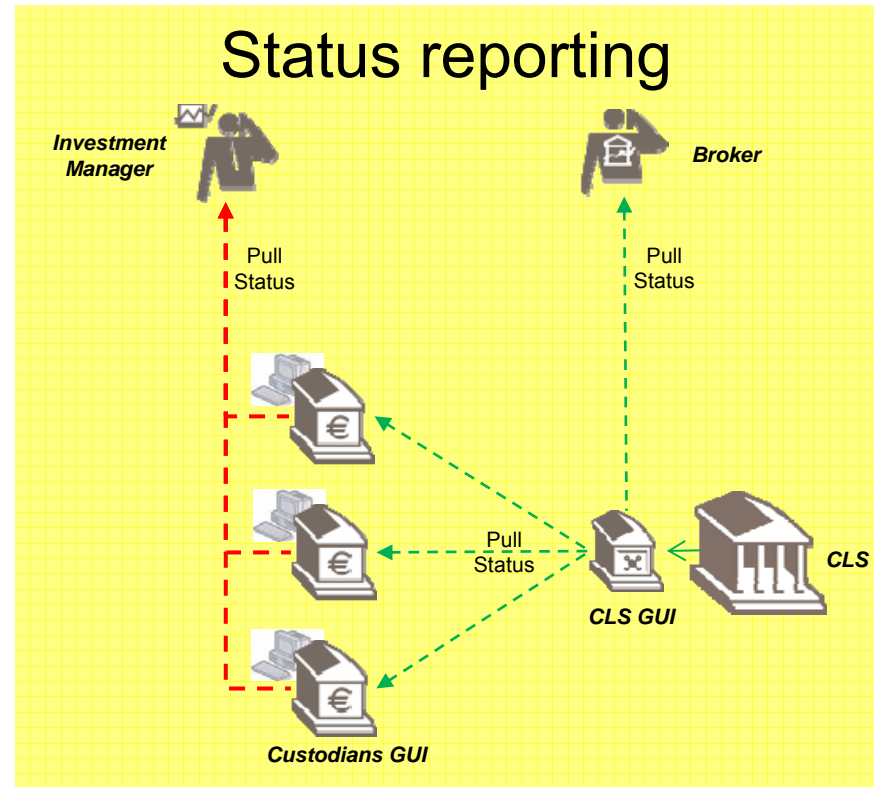 Status reporting
Investment
Manager
Broker
Pull
Status
Pull
Status
€
€
Pull
Status
CLS
CLS GUI
€
Custodians GUI